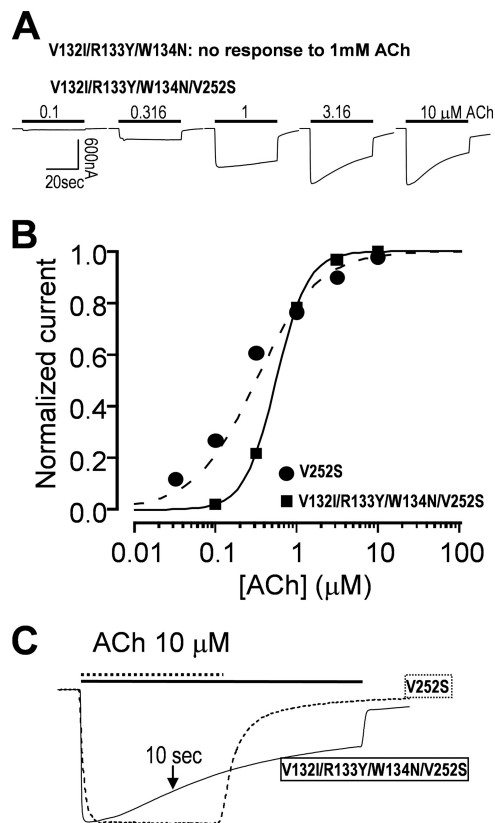 A
V132I/R133Y/W134N: no response to 1mM ACh
V132I/R133Y/W134N/V252S
0.1 0.316 1 3.16 10 µM ACh
600nA
20sec
B
Normalized current
1.0
0.8
0.6
0.4
0.2
0.0
V252S
V132I/R133Y/W134N/V252S
0.01 0.1 1 10 100
[ACh] (µM)
C
ACh 10 µM
V252S
10 sec
V132I/R133Y/W134N/V252S